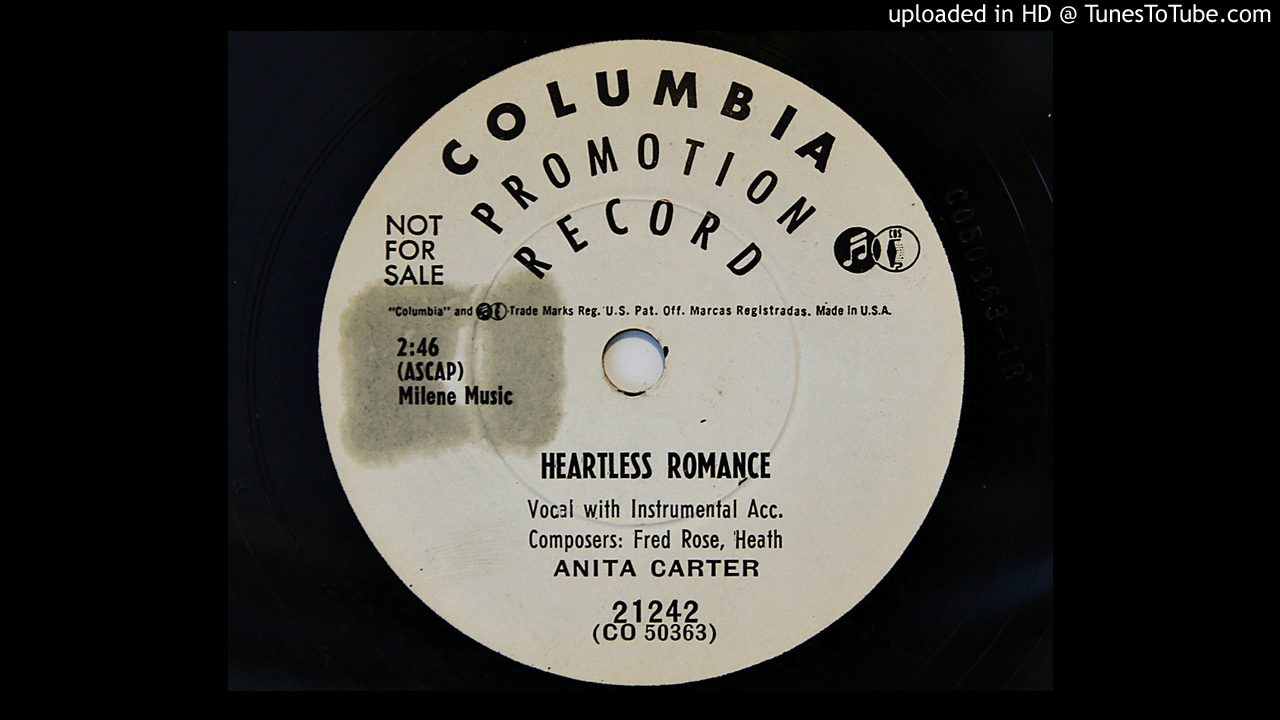 uploaded in HD @ TunesToTube.com
COLUMBIA
PROMOTION
RECORD
NOT
FOR
SALE
CBS
"Columbia" and Trade Marks Reg. U.S. Pat. Off. Marcas Registradas. Made in U.S.A.
2:46
(ASCAP)
Milene Music
HEARTLESS ROMANCE
Vocal with Instrumental Acc.
Composers: Fred Rose, Heath
ANITA CARTER
21242
(CO 50363)
CO50363-1B